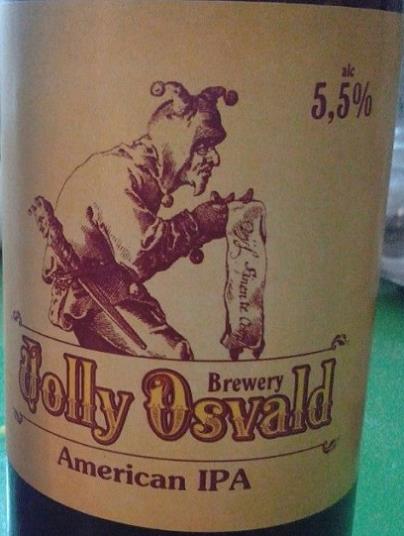 alc
5,5%
Brewery
Jolly Osvald
American IPA